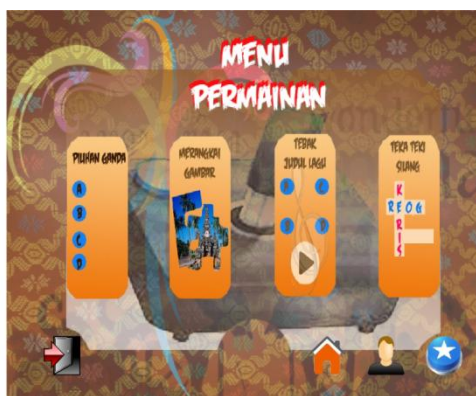 MENU
PERMAINAN
PILIHAN GANDA
A
B
C
D
MERANGKAI
GAMBAR
TEBAK
JUDUL LAGU
A C
B D
TEKA TEKI
SILANG
K
REOG
R
I
S